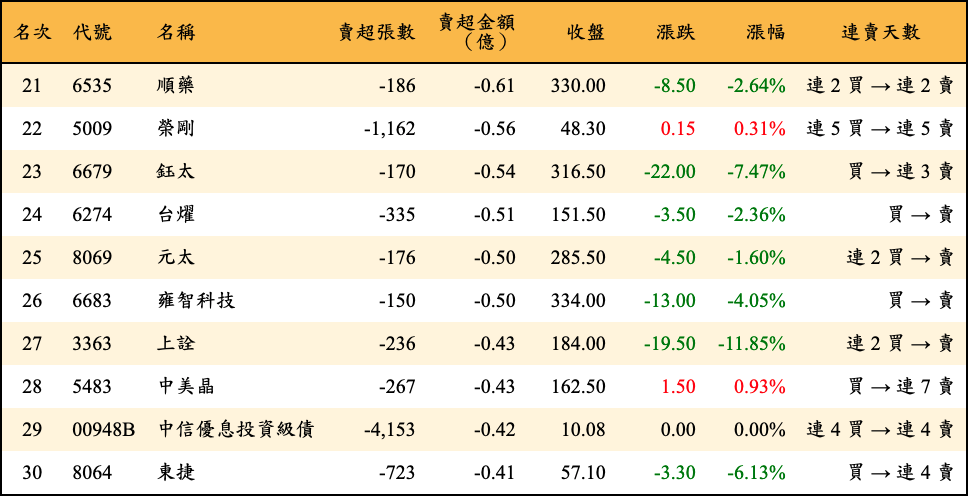 名次 代號 名稱 賣超張數 賣超金額（億） 收盤 漲跌 漲幅 連賣天數
21 6535 順藥 -186 -0.61 330.00 -8.50 -2.64% 連 2 買 → 連 2 賣
22 5009 榮剛 -1,162 -0.56 48.30 0.15 0.31% 連 5 買 → 連 5 賣
23 6679 鈺太 -170 -0.54 316.50 -22.00 -7.47% 買 → 連 3 賣
24 6274 台燿 -335 -0.51 151.50 -3.50 -2.36% 買 → 賣
25 8069 元太 -176 -0.50 285.50 -4.50 -1.60% 連 2 買 → 賣
26 6683 雍智科技 -150 -0.50 334.00 -13.00 -4.05% 買 → 賣
27 3363 上詮 -236 -0.43 184.00 -19.50 -11.85% 連 2 買 → 賣
28 5483 中美晶 -267 -0.43 162.50 1.50 0.93% 買 → 連 7 賣
29 00948B 中信優息投資級債 -4,153 -0.42 10.08 0.00 0.00% 連 4 買 → 連 4 賣
30 8064 東捷 -723 -0.41 57.10 -3.30 -6.13% 買 → 連 4 賣